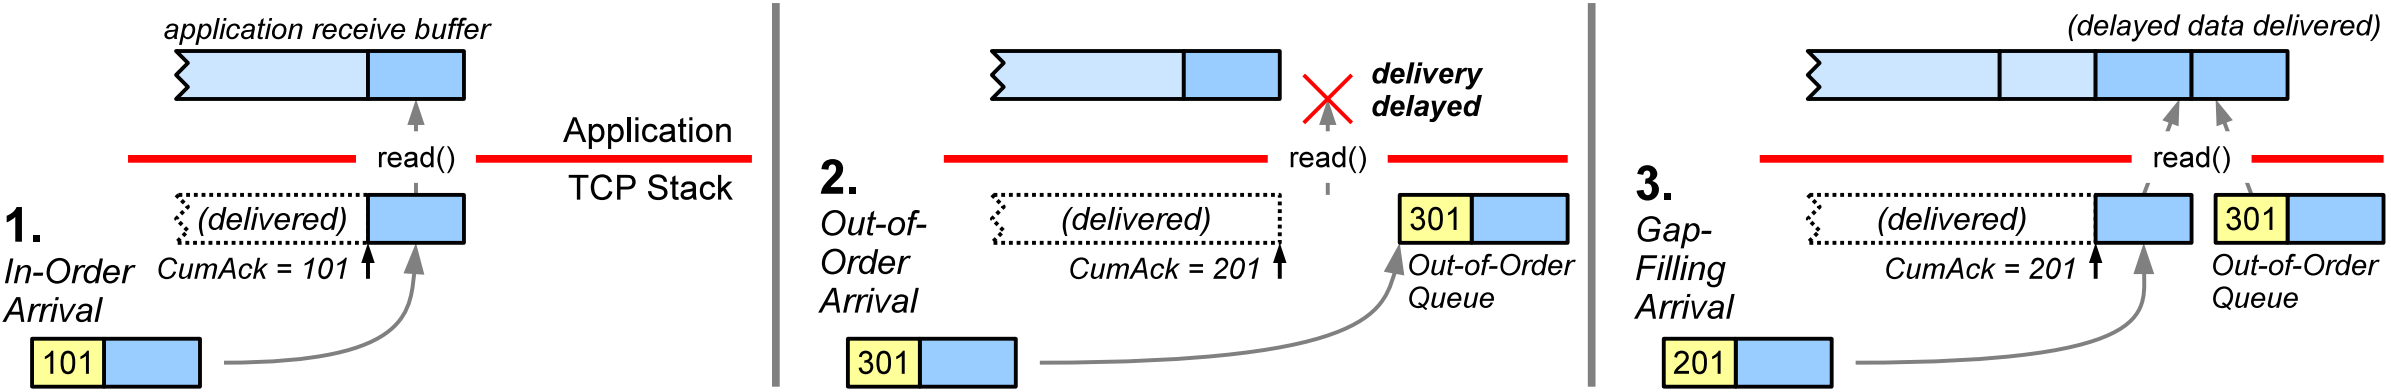 application receive buffer
Application
read()
TCP Stack
1.
In-Order
Arrival
(delivered)
CumAck = 101
101
delivery
delayed
read()
2.
Out-of-
Order
Arrival
(delivered)
CumAck = 201
301
Out-of-Order
Queue
301
(delayed data delivered)
read()
3.
Gap-
Filling
Arrival
(delivered)
CumAck = 201
301
Out-of-Order
Queue
201